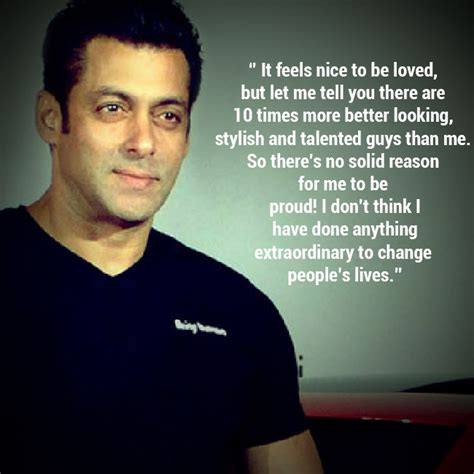 “ It feels nice to be loved,
but let me tell you there are
10 times more better looking,
stylish and talented guys than me.
So there's no solid reason
for me to be
proud! I don't think I
have done anything
extraordinary to change
people's lives.”
Being Human